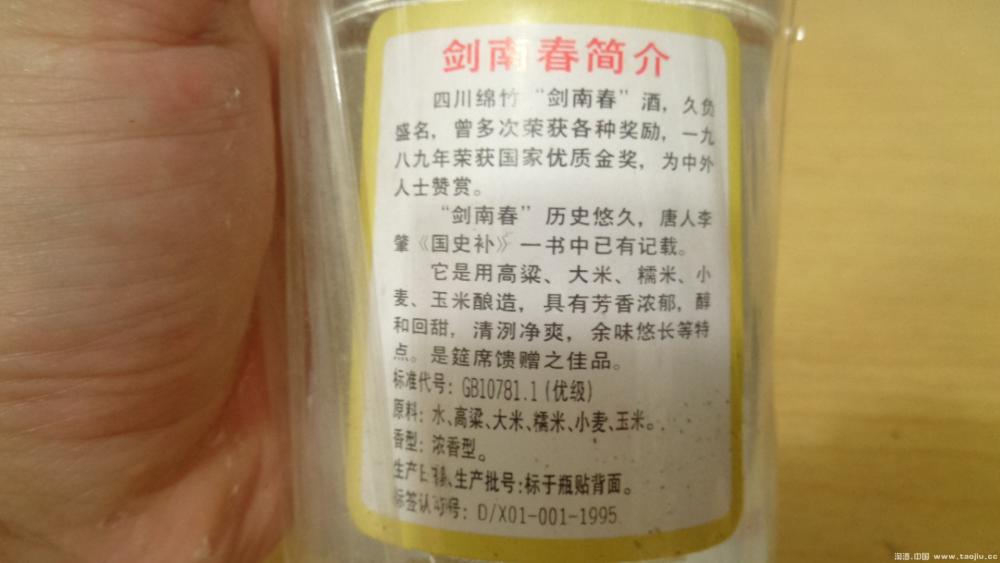 剑南春简介
四川绵竹“剑南春”酒，久负
盛名，曾多次荣获各种奖励，一九
八九年荣获国家优质金奖，为中外
人士赞赏。
“剑南春”历史悠久，唐人李
肇《国史补》一书中已有记载。
它是用高粱、大米、糯米、小
麦、玉米酿造，具有芳香浓郁，醇
和回甜，清洌净爽，余味悠长等特
点。是筵席馈赠之佳品。
标准代号：GB10781.1(优级)
原料：水、高粱、大米、糯米、小麦、玉米。
香型：浓香型。
生产日期、生产批号：标于瓶贴背面。
标签认可号：D/X01-001-1995
淘酒.中国 www.taojiu.cc